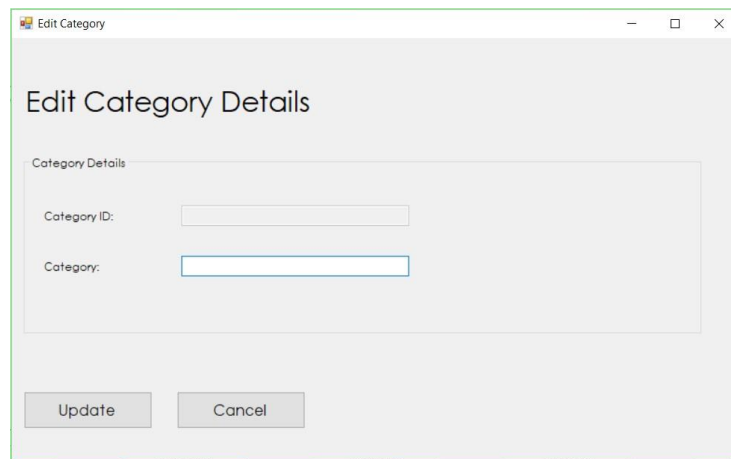 Edit Category
Edit Category Details
Category Details
Category ID:
Category:
Update
Cancel